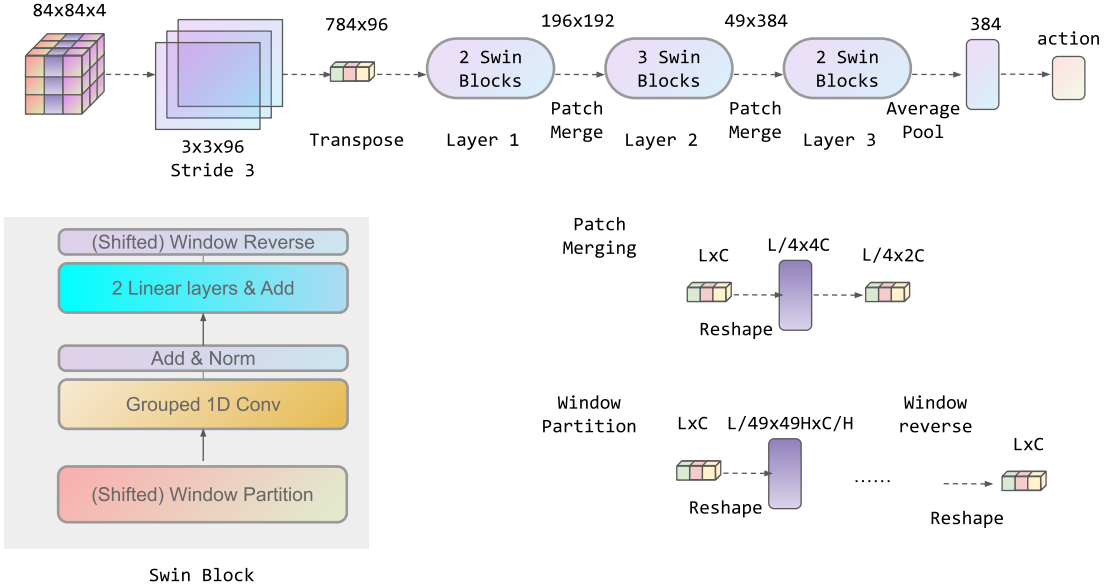 84x84x4
3x3x96
Stride 3
784x96
Transpose
2 Swin
Blocks
Layer 1
196x192
Patch
Merge
3 Swin
Blocks
Layer 2
49x384
Patch
Merge
2 Swin
Blocks
Layer 3
Average
Pool
384
action
(Shifted) Window Reverse
2 Linear layers & Add
Add & Norm
Grouped 1D Conv
(Shifted) Window Partition
Swin Block
Patch
Merging
LxC
Reshape
L/4x4C
L/4x2C
Window
Partition
LxC
Reshape
L/49x49HxC/H
......
Window
reverse
Reshape
LxC